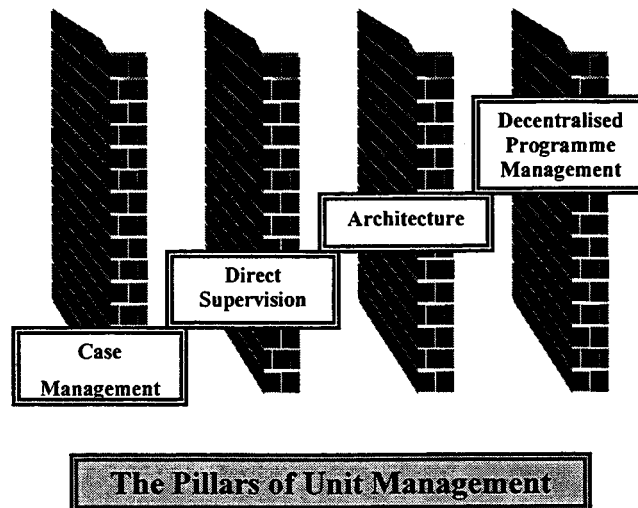 Decentralised
Programme
Management
Architecture
Direct
Supervision
Case
Management
The Pillars of Unit Management